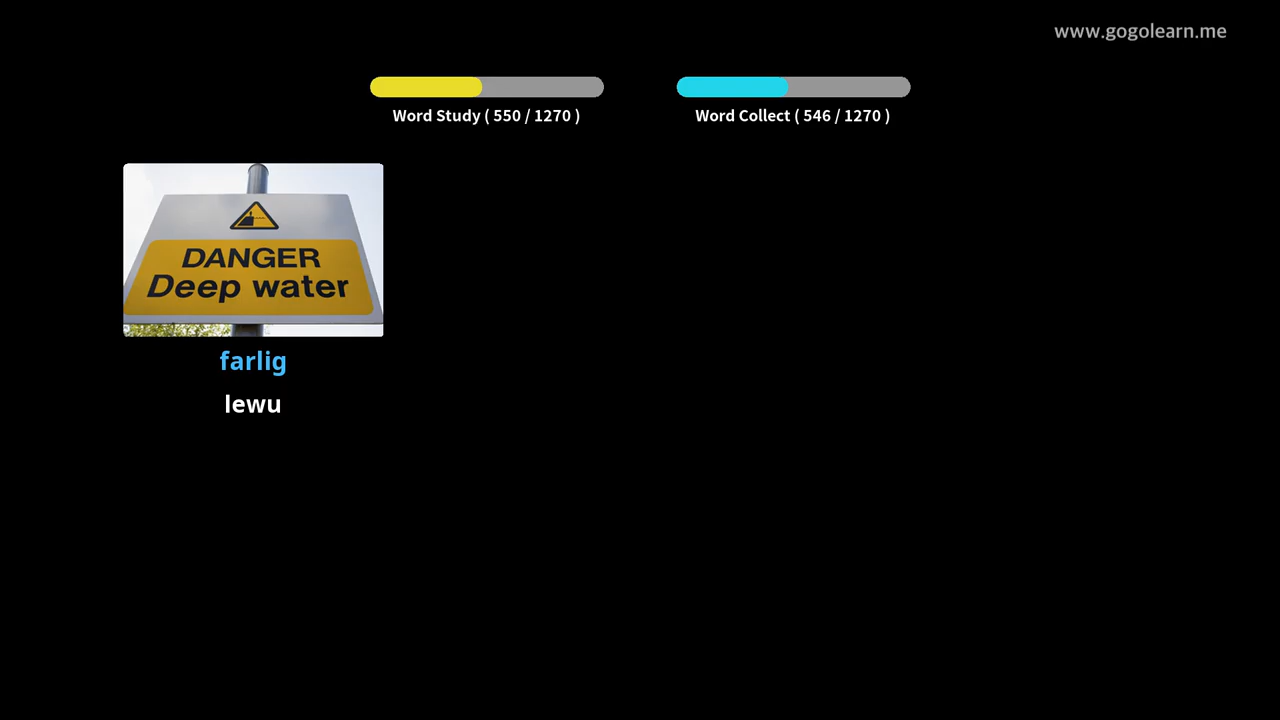 www.gogolearn.me
Word Study ( 550 / 1270 )
Word Collect ( 546 / 1270 )
DANGER
Deep water
farlig
lewu